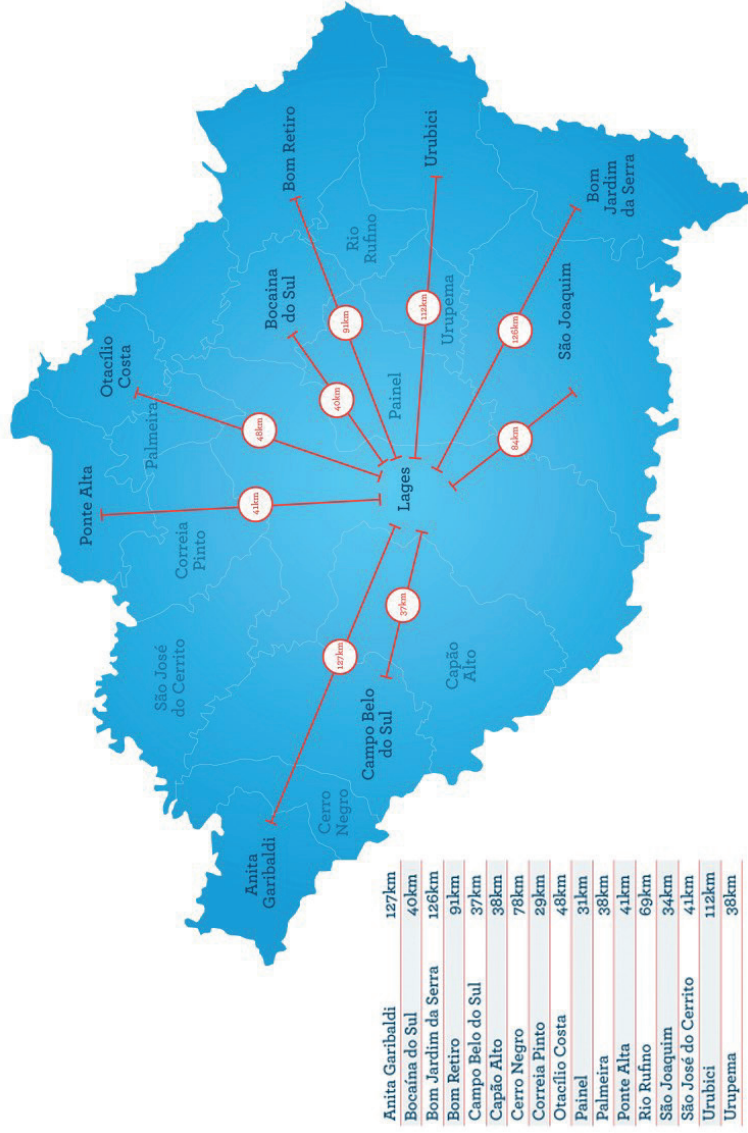 Ponte Alta
Otacílio
Costa
Palmeira
Correia
Pinto
São José
do Cerrito
Bocaina
do Sul
Bom Retiro
Rio
Rufino
Urubici
Urupema
Painel
Lages
Anita
Garibaldi
Cerro
Negro
Campo Belo
do Sul
Capão
Alto
São Joaquim
Bom
Jardim
da Serra
41km
48km
40km
91km
112km
126km
84km
37km
127km
Anita Garibaldi 127km
Bocaína do Sul 40km
Bom Jardim da Serra 126km
Bom Retiro 91km
Campo Belo do Sul 37km
Capão Alto 38km
Cerro Negro 78km
Correia Pinto 29km
Otacílio Costa 48km
Painel 31km
Palmeira 38km
Ponte Alta 41km
Rio Rufino 69km
São Joaquim 34km
São José do Cerrito 41km
Urubici 112km
Urupema 38km